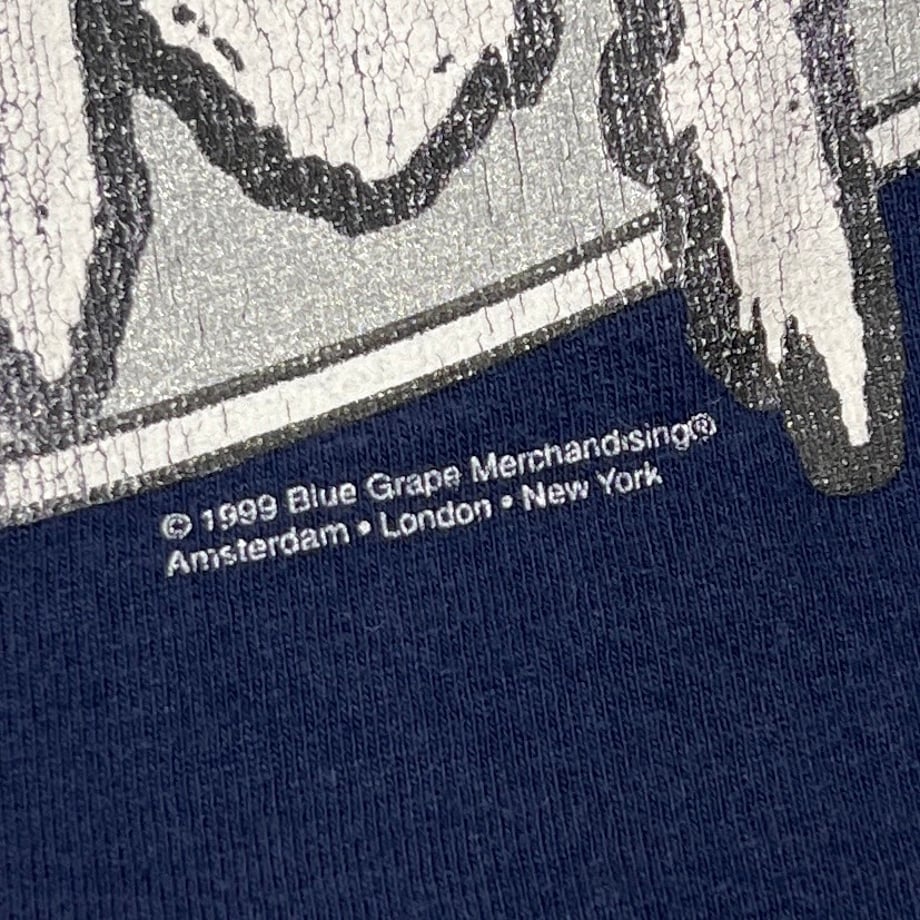 © 1999 Blue Grape Merchandising®
Amsterdam • London • New York